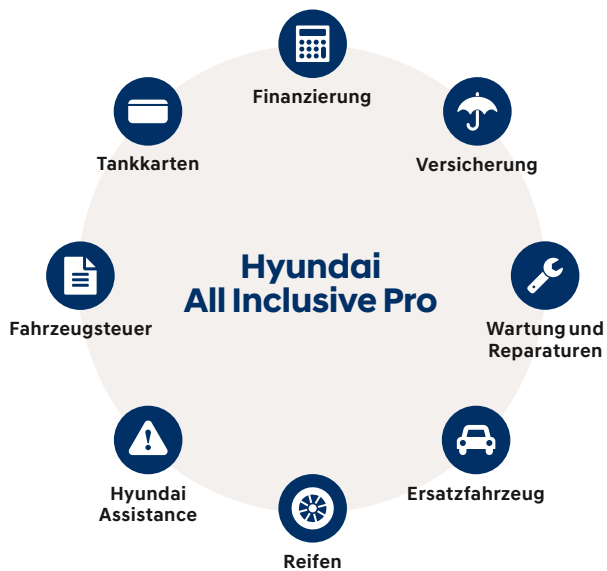 Finanzierung
Tankkarten
Versicherung
Hyundai
All Inclusive Pro
Fahrzeugsteuer
Wartung und
Reparaturen
Hyundai
Assistance
Ersatzfahrzeug
Reifen